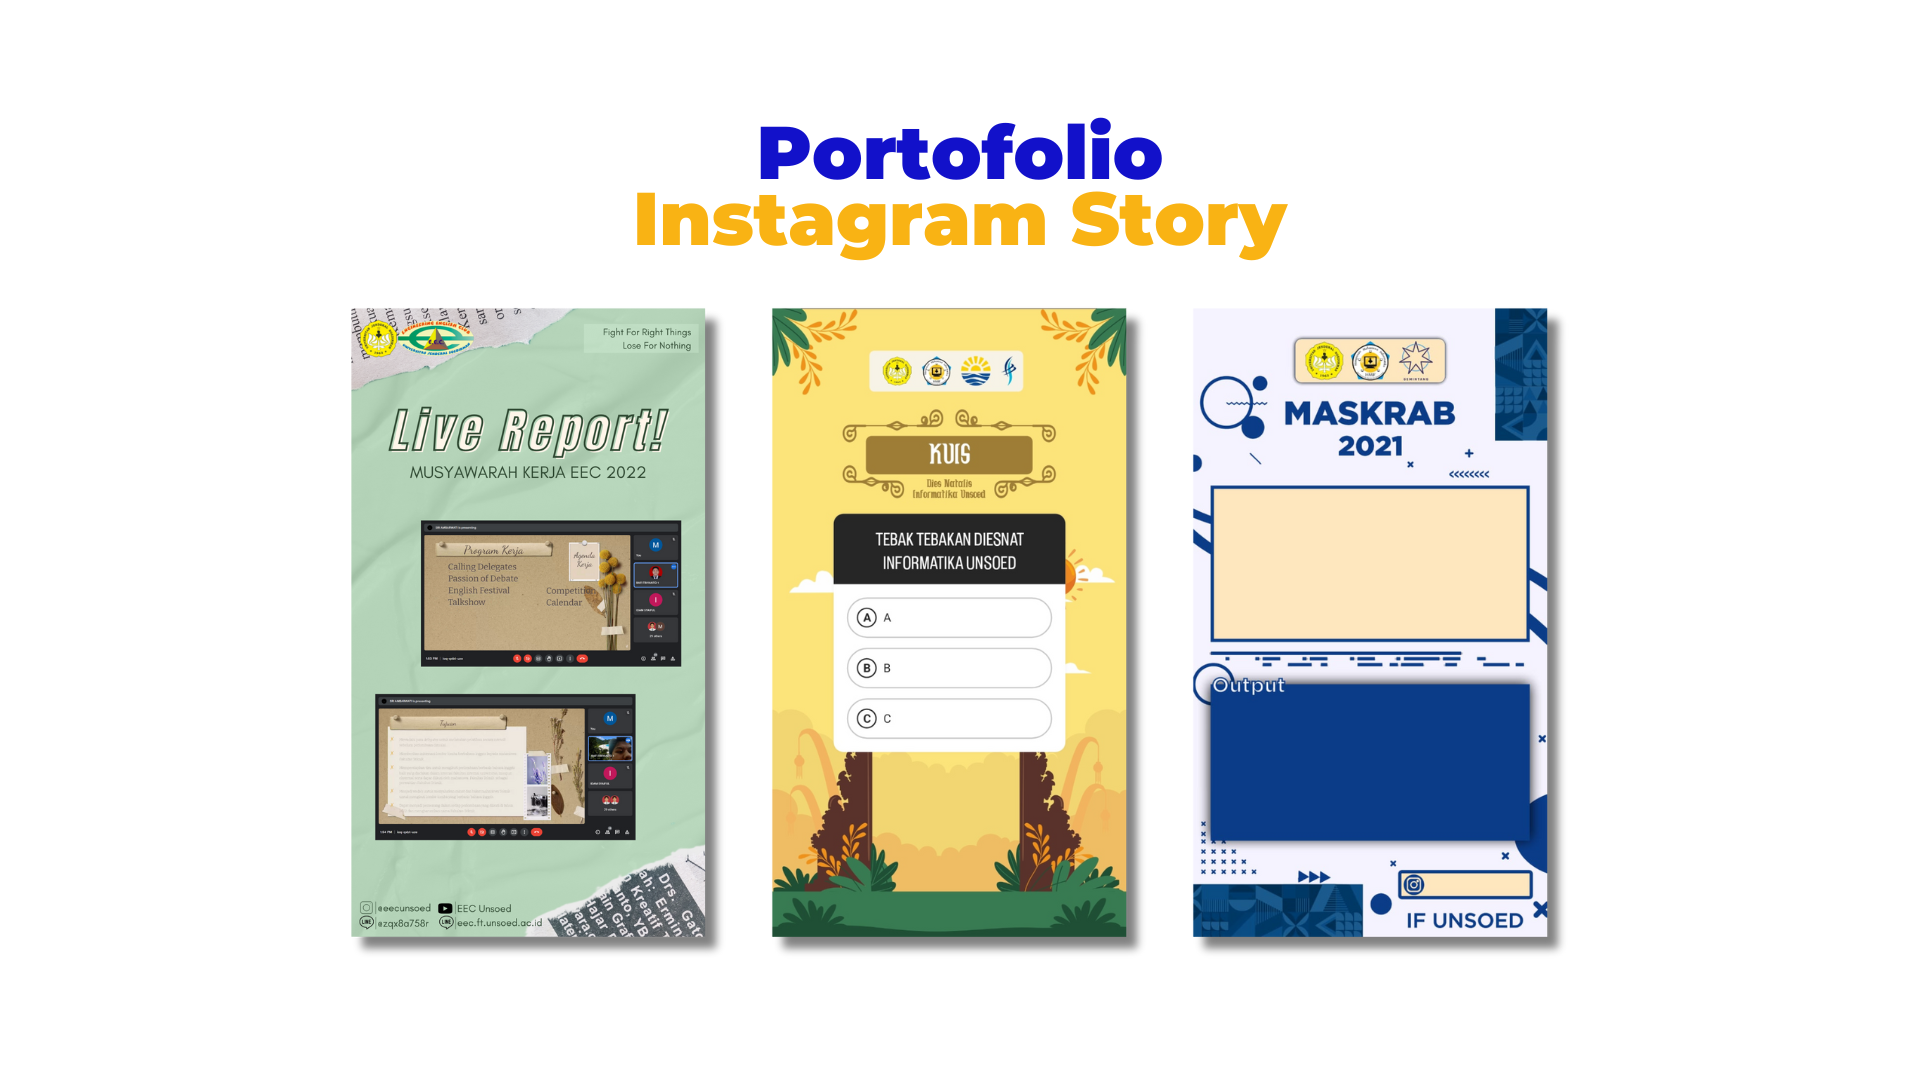 Portofolio
Instagram Story
Fight For Right Things
Lose For Nothing
Live Report!
MUSYAWARAH KERJA EEC 2022
Program Kerja
Agenda
Kerja
Calling Delegates
Passion of Debate
English Festival
Talkshow
Competition
Calendar
Tujuan
@eecunsoed
EEC Unsoed
@zqx8a758r
eec.ft.unsoed.ac.id
KUIS
Dies Natalis
Informatika Unsoed
TEBAK TEBAKAN DIESNAT
INFORMATIKA UNSOED
A A
B B
C C
MASKRAB
2021
Output
IF UNSOED